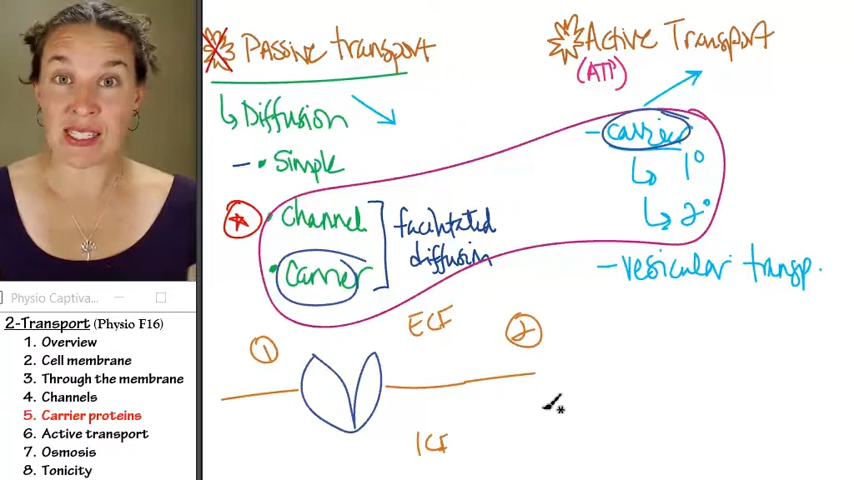 Passive transport
Active Transport
(ATP)
↳ Diffusion
- carrier
- • Simple
↳ 1°
• Channel
facilitated
↳ 2°
diffusion
• Carrier
- vesicular transp.
Physio Captiva...
2-Transport (Physio F16)
1. Overview
2. Cell membrane
3. Through the membrane
4. Channels
5. Carrier proteins
6. Active transport
7. Osmosis
8. Tonicity
ECF
1
2
ICF